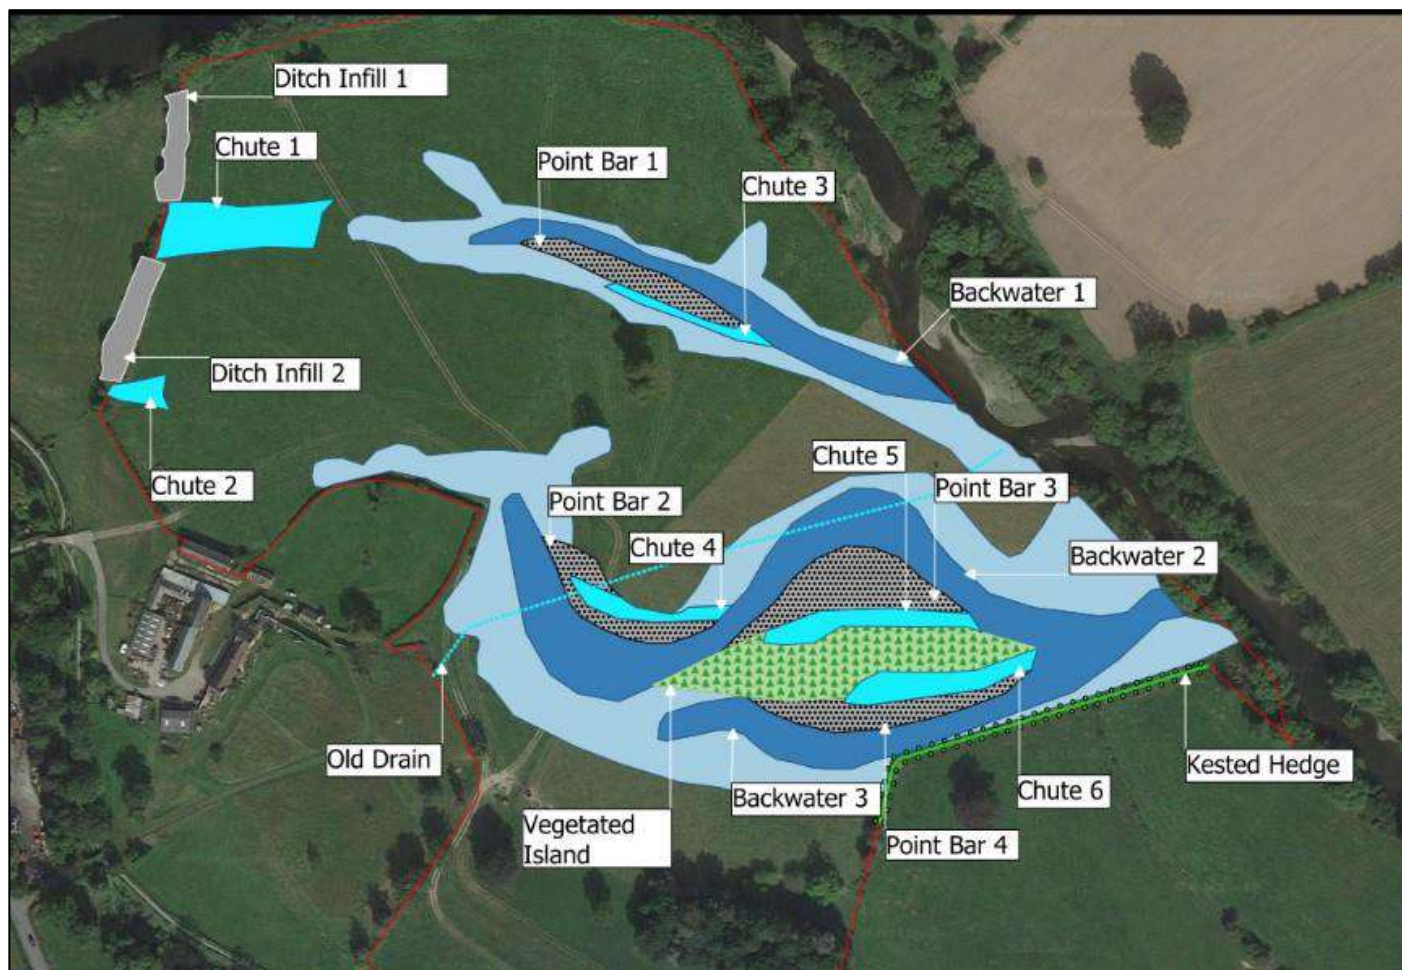 Ditch Infill 1
Chute 1
Point Bar 1
Chute 3
Backwater 1
Ditch Infill 2
Chute 5
Chute 2
Point Bar 2
Point Bar 3
Chute 4
Backwater 2
Old Drain
Kested Hedge
Chute 6
Backwater 3
Vegetated
Island
Point Bar 4